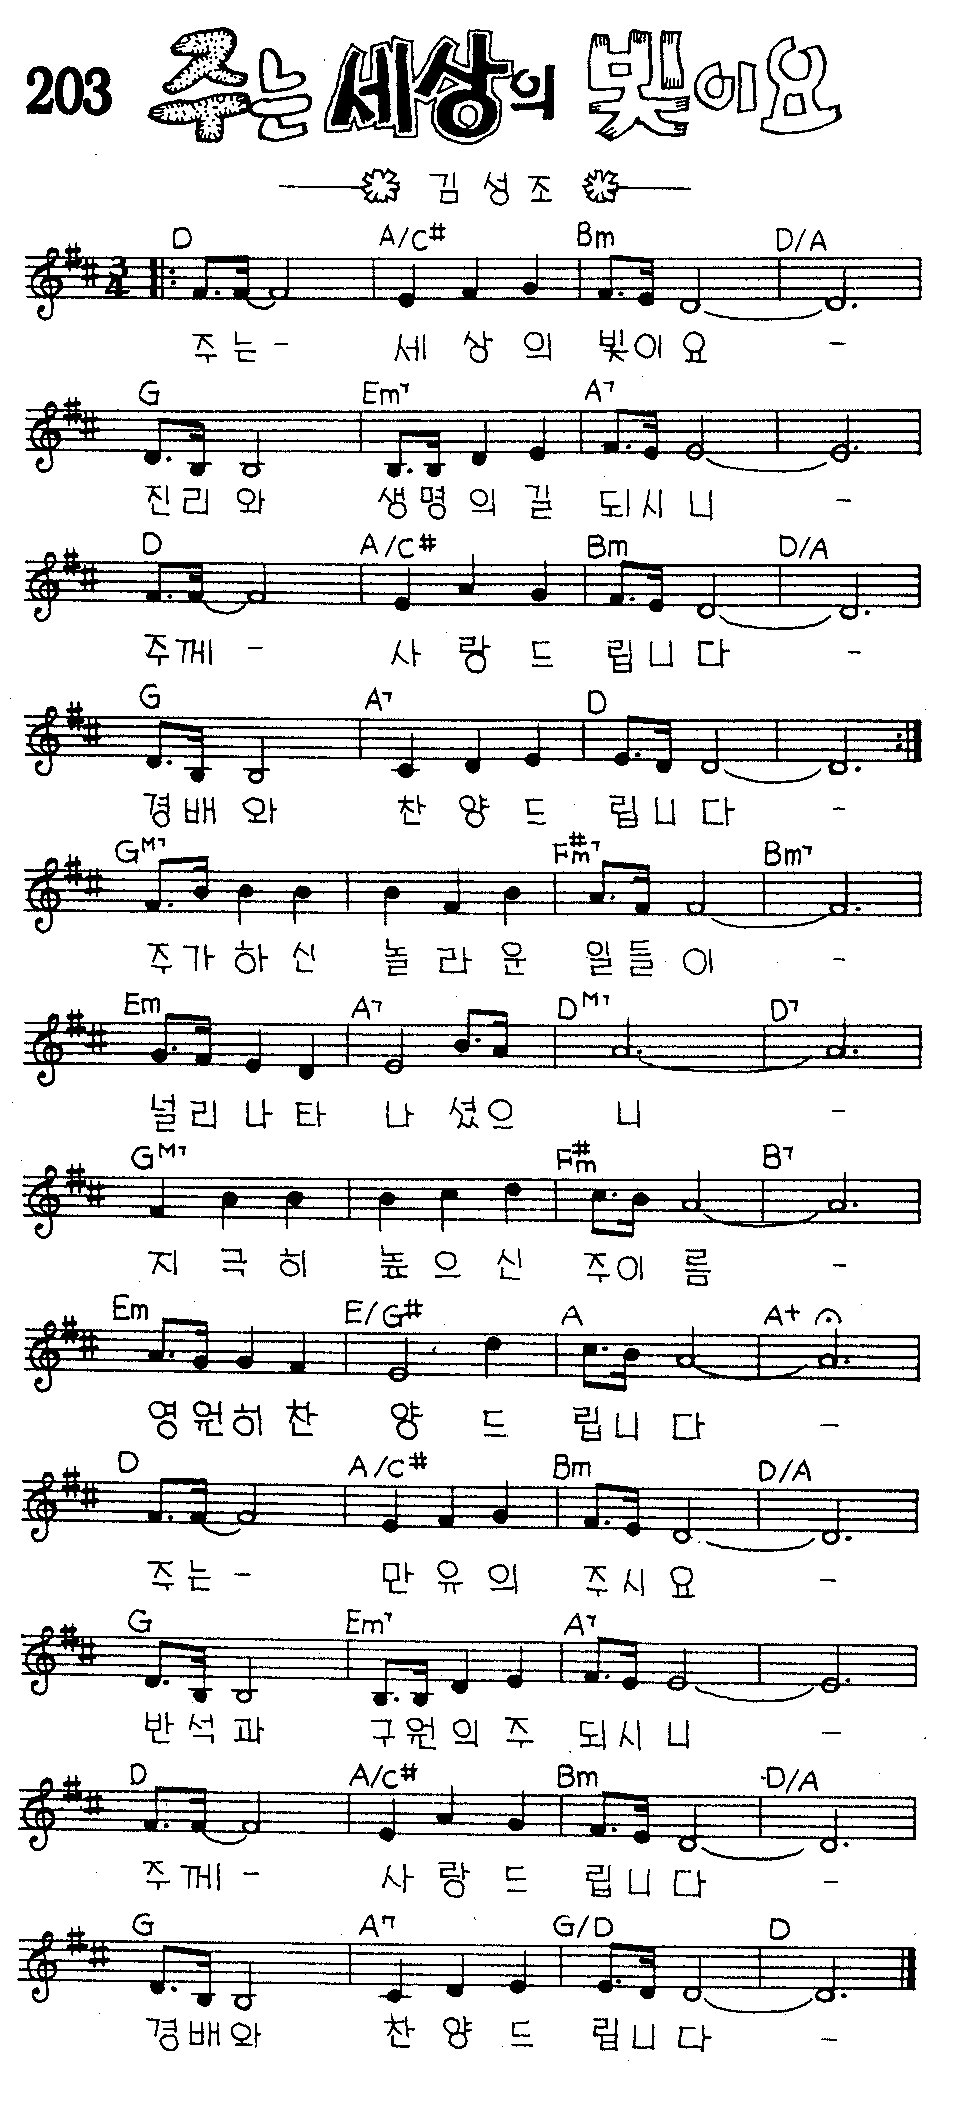 203 주는 세상의 빛이요
김성조
D A/C# Bm D/A
3/4
주는- 세상의 빛이요 -
G Em7 A7
진리와 생명의길 되시니 -
D A/C# Bm D/A
주께- 사랑드립니다 -
G A7 D
경배와 찬양드립니다 -
GM7 F#m7 Bm7
주가하신 놀라운 일들이 -
Em A7 DM7 D7
널리나타 나셨으니 -
GM7 F#m B7
지극히 높으신 주이름 -
Em E/G# A A+
영원히찬 양드립니다 -
D A/C# Bm D/A
주는- 만유의 주시요 -
G Em7 A7
반석과 구원의주 되시니 -
D A/C# Bm D/A
주께- 사랑드립니다 -
G A7 G/D D
경배와 찬양드립니다 -